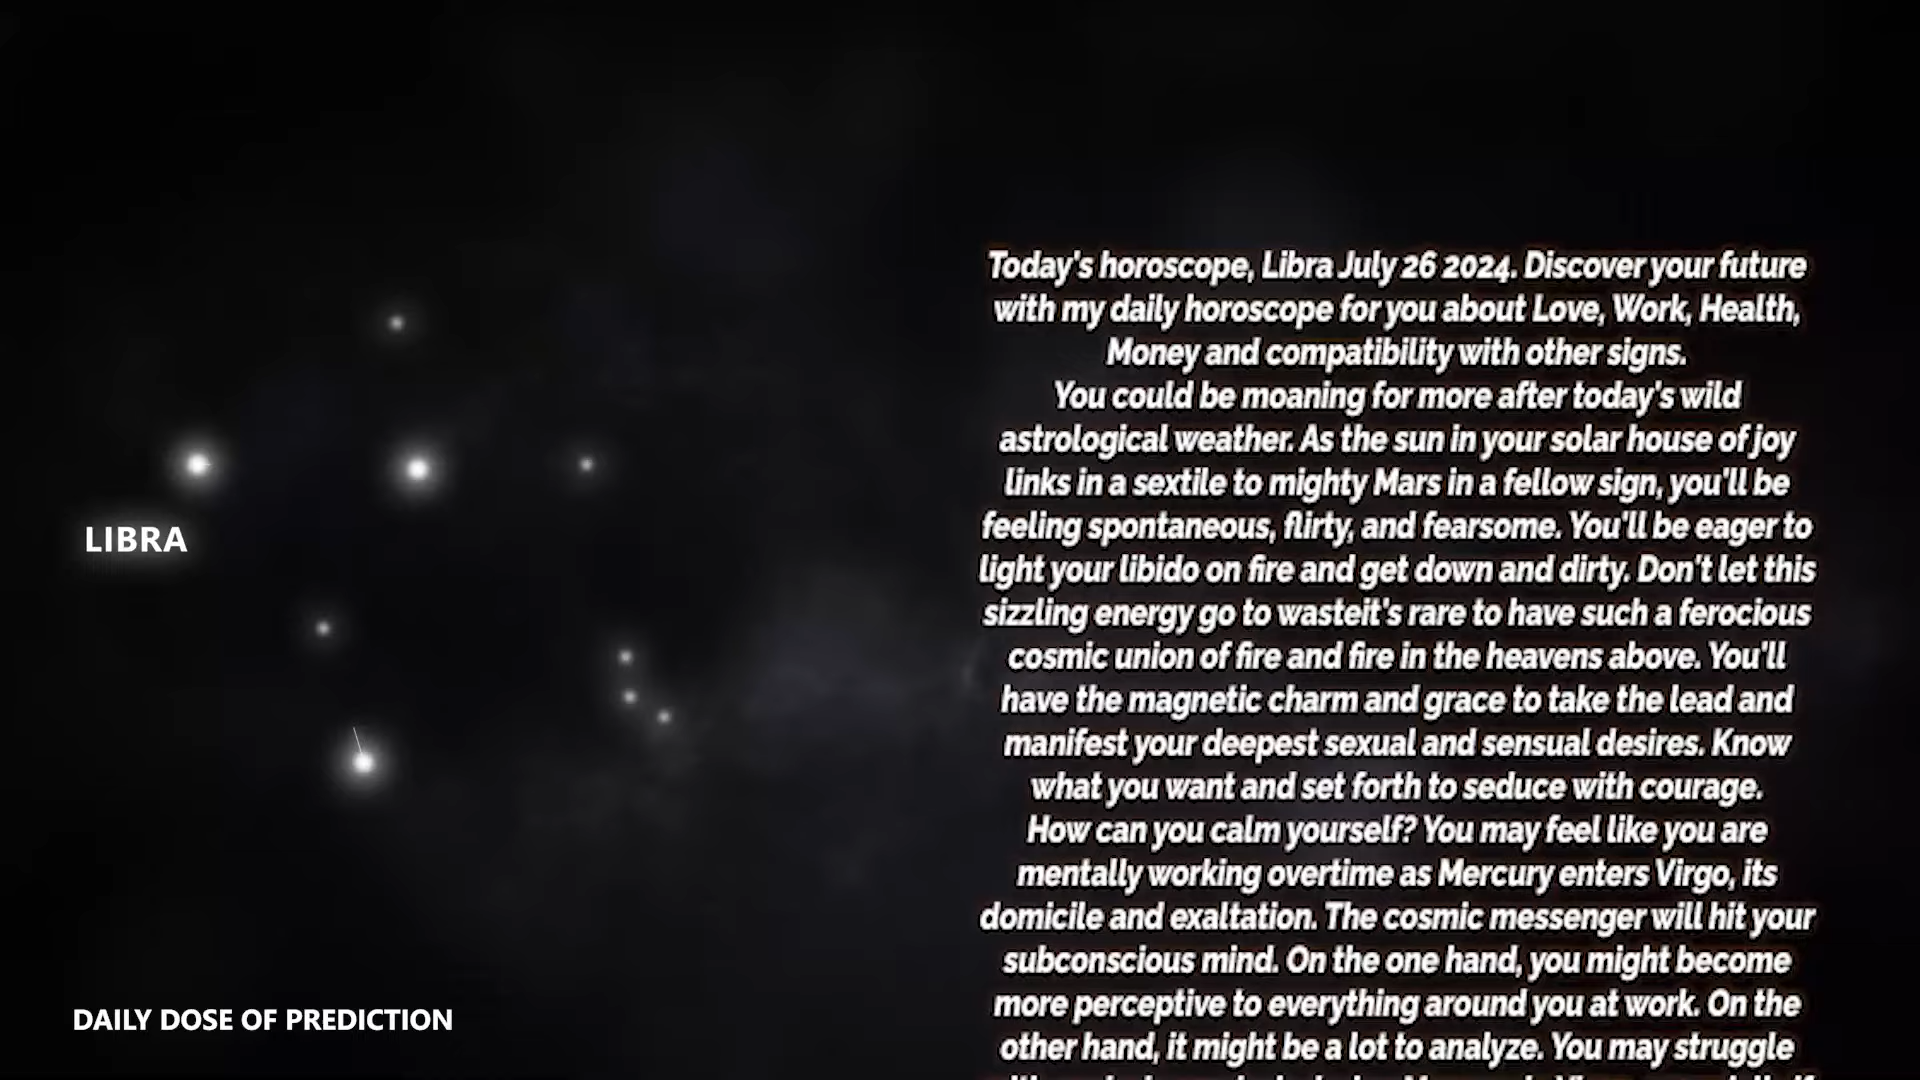 LIBRA
DAILY DOSE OF PREDICTION
Today's horoscope, Libra July 26 2024. Discover your future
with my daily horoscope for you about Love, Work, Health,
Money and compatibility with other signs.
You could be moaning for more after today's wild
astrological weather. As the sun in your solar house of joy
links in a sextile to mighty Mars in a fellow sign, you'll be
feeling spontaneous, flirty, and fearsome. You'll be eager to
light your libido on fire and get down and dirty. Don't let this
sizzling energy go to wasteit's rare to have such a ferocious
cosmic union of fire and fire in the heavens above. You'll
have the magnetic charm and grace to take the lead and
manifest your deepest sexual and sensual desires. Know
what you want and set forth to seduce with courage.
How can you calm yourself? You may feel like you are
mentally working overtime as Mercury enters Virgo, its
domicile and exaltation. The cosmic messenger will hit your
subconscious mind. On the one hand, you might become
more perceptive to everything around you at work. On the
other hand, it might be a lot to analyze. You may struggle